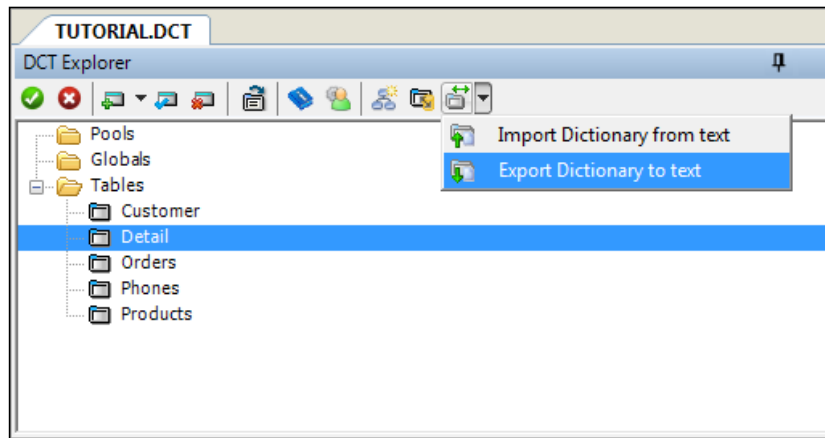 TUTORIAL.DCT
DCT Explorer
Import Dictionary from text
Export Dictionary to text
Pools
Globals
Tables
Customer
Detail
Orders
Phones
Products